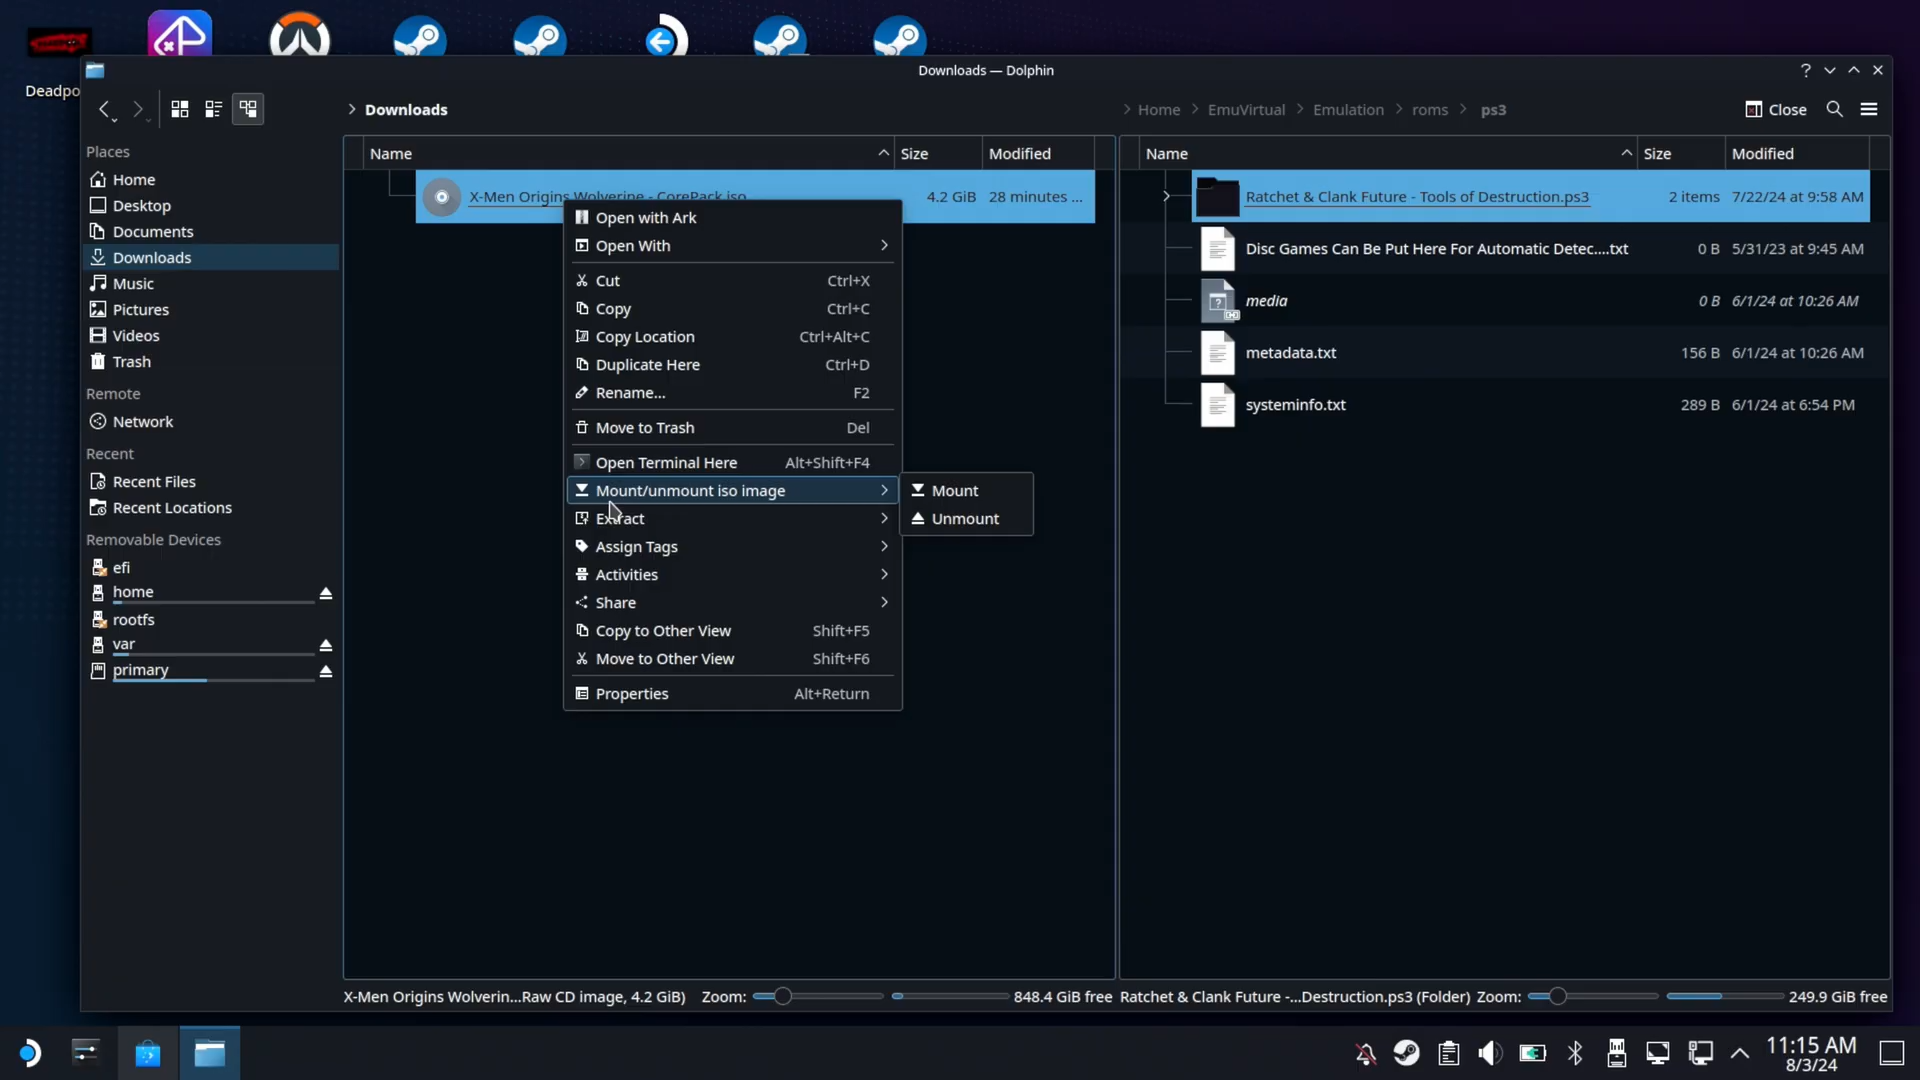 Deadpo
Downloads — Dolphin
?
Downloads
Home > EmuVirtual > Emulation > roms > ps3
Close
Places
Home
Desktop
Documents
Downloads
Music
Pictures
Videos
Trash
Remote
Network
Recent
Recent Files
Recent Locations
Removable Devices
efi
home
rootfs
var
primary
Name Size Modified
X-Men Origins Wolverine - CorePack.iso 4.2 GiB 28 minutes ...
Open with Ark
Open With
Cut Ctrl+X
Copy Ctrl+C
Copy Location Ctrl+Alt+C
Duplicate Here Ctrl+D
Rename... F2
Move to Trash Del
Open Terminal Here Alt+Shift+F4
Mount/unmount iso image
Extract
Assign Tags
Activities
Share
Copy to Other View Shift+F5
Move to Other View Shift+F6
Properties Alt+Return
Mount
Unmount
Name Size Modified
Ratchet & Clank Future - Tools of Destruction.ps3 2 items 7/22/24 at 9:58 AM
Disc Games Can Be Put Here For Automatic Detec....txt 0 B 5/31/23 at 9:45 AM
media 0 B 6/1/24 at 10:26 AM
metadata.txt 156 B 6/1/24 at 10:26 AM
systeminfo.txt 289 B 6/1/24 at 6:54 PM
X-Men Origins Wolverin...Raw CD image, 4.2 GiB) Zoom: 848.4 GiB free
Ratchet & Clank Future -...Destruction.ps3 (Folder) Zoom: 249.9 GiB free
11:15 AM
8/3/24